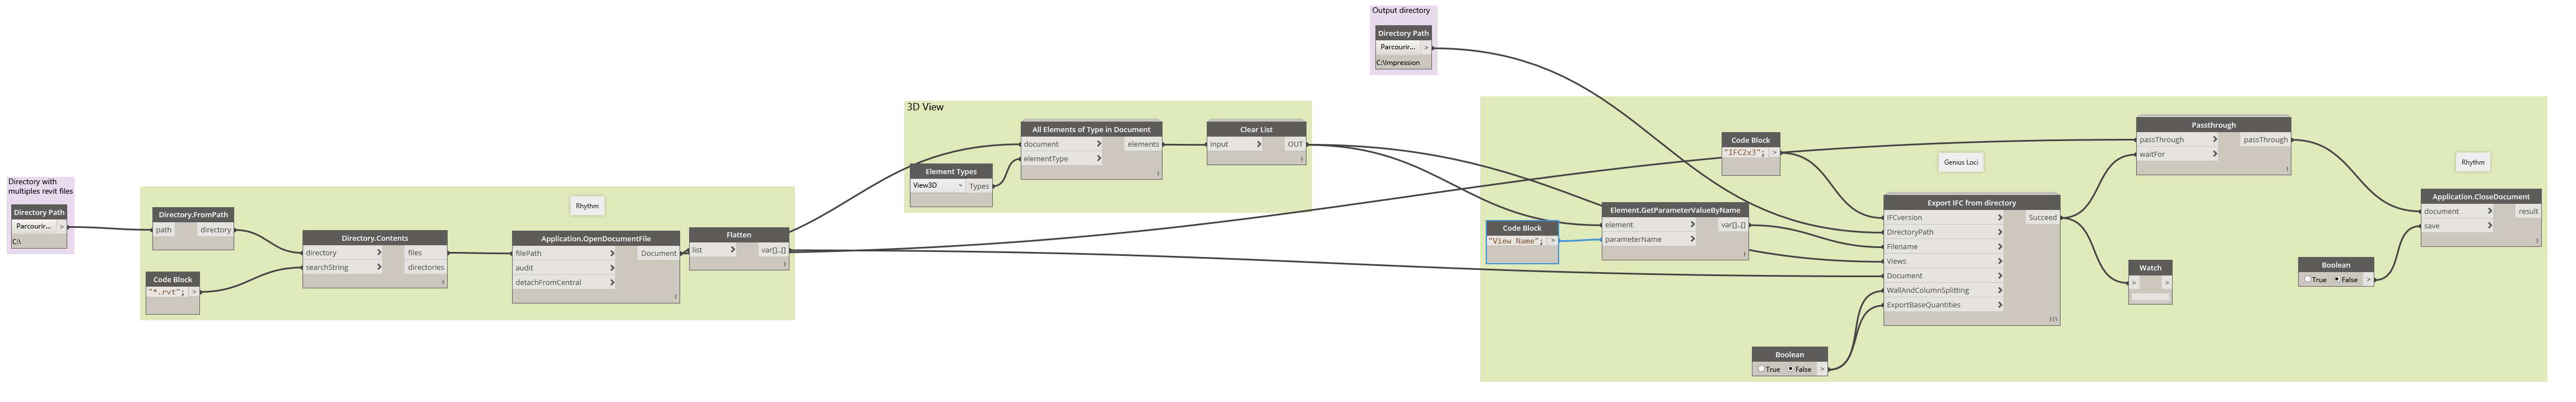 Directory with
multiples revit files
Directory Path
Parcourir... >
C:\
Directory.FromPath
path > directory
Code Block
"*.rvt"; >
Directory.Contents
directory > files
searchString > directories
Rhythm
Application.OpenDocumentFile
filePath > Document
audit >
detachFromCentral >
Flatten
list > var[]..[]
3D View
Element Types
View3D Types
All Elements of Type in Document
document > elements
elementType >
Clear List
Input > OUT
Output directory
Directory Path
Parcourir... >
C:\Impression
Code Block
"View Name"; >
Element.GetParameterValueByName
element > var[]..[]
parameterName >
Code Block
"IFC2x3"; >
Boolean
True False >
Genius Loci
Export IFC from directory
IFCversion > Succeed
DirectoryPath >
Filename >
Views >
Document >
WallAndColumnSplitting >
ExportBaseQuantities >
Passthrough
passThrough > passThrough
waitFor >
Watch
> >
Boolean
True False >
Rhythm
Application.CloseDocument
document > result
save >